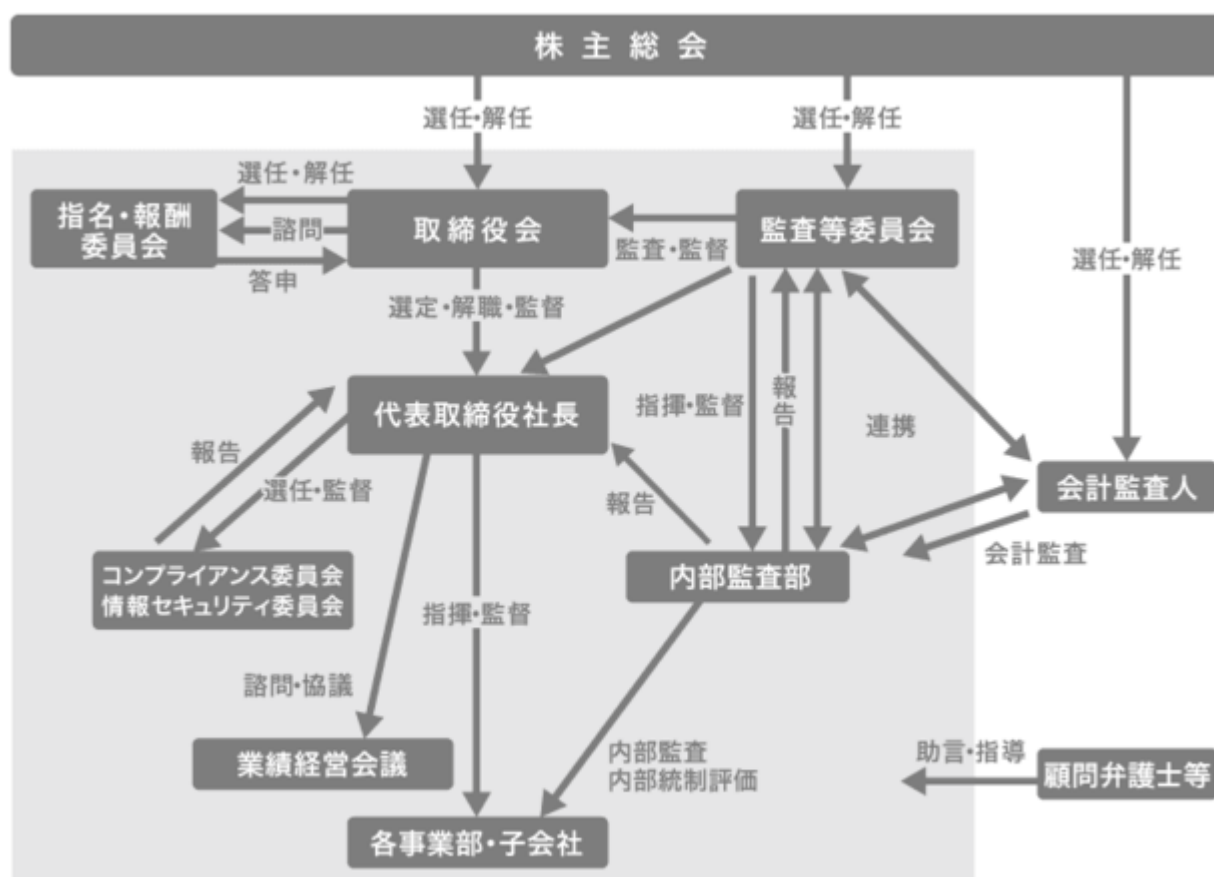 株主総会
選任・解任
選任・解任
選任・解任
指名・報酬
委員会
選任・解任
諮問
答申
取締役会
監査等委員会
監査・監督
選定・解職・監督
代表取締役社長
指揮・監督
報告
連携
会計監査人
報告
選任・監督
報告
会計監査
コンプライアンス委員会
情報セキュリティ委員会
内部監査部
指揮・監督
諮問・協議
業績経営会議
内部監査
内部統制評価
助言・指導
顧問弁護士等
各事業部・子会社